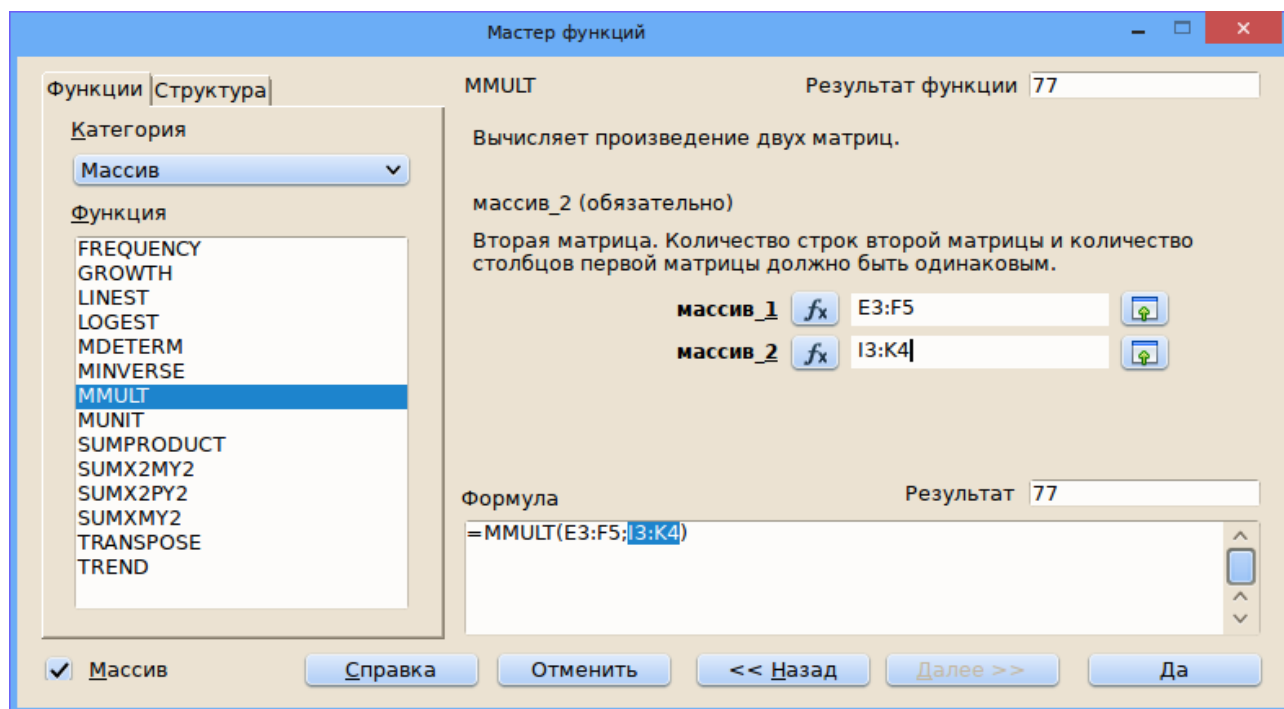 Мастер функций
Функции
Структура
MMULT
Результат функции 77
Категория
Массив
Вычисляет произведение двух матриц.
Функция
FREQUENCY
GROWTH
LINEST
LOGEST
MDETERM
MINVERSE
MMULT
MUNIT
SUMPRODUCT
SUMX2MY2
SUMX2PY2
SUMXMY2
TRANSPOSE
TREND
массив_2 (обязательно)
Вторая матрица. Количество строк второй матрицы и количество
столбцов первой матрицы должно быть одинаковым.
массив_1 fx E3:F5
массив_2 fx I3:K4
Формула
Результат 77
=MMULT(E3:F5;I3:K4)
Массив
Справка
Отменить
<< Назад
Далее >>
Да